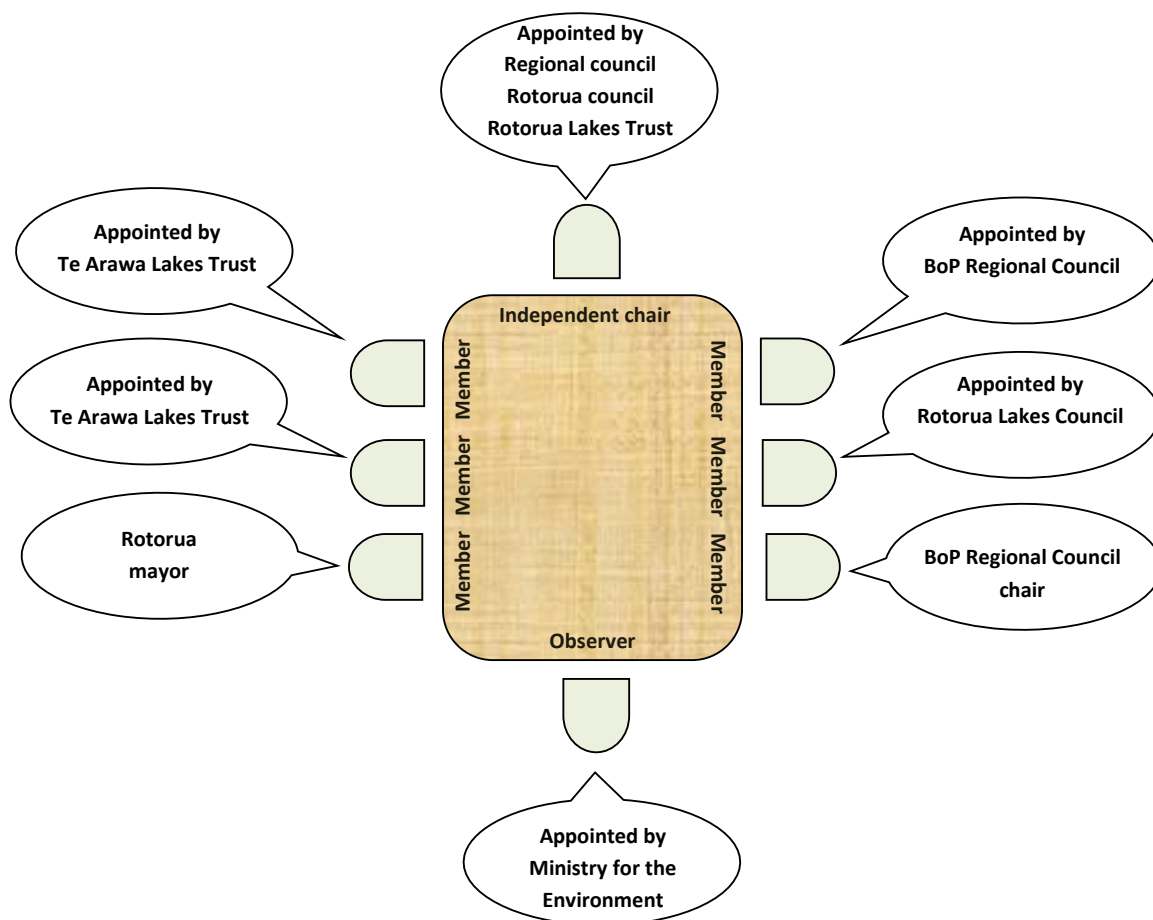 Appointed by
Regional council
Rotorua council
Rotorua Lakes Trust
Appointed by
Te Arawa Lakes Trust
Appointed by
BoP Regional Council
Independent chair
Member
Member
Appointed by
Te Arawa Lakes Trust
Appointed by
Rotorua Lakes Council
Member
Member
Rotorua
mayor
BoP Regional Council
chair
Member
Member
Observer
Appointed by
Ministry for the
Environment